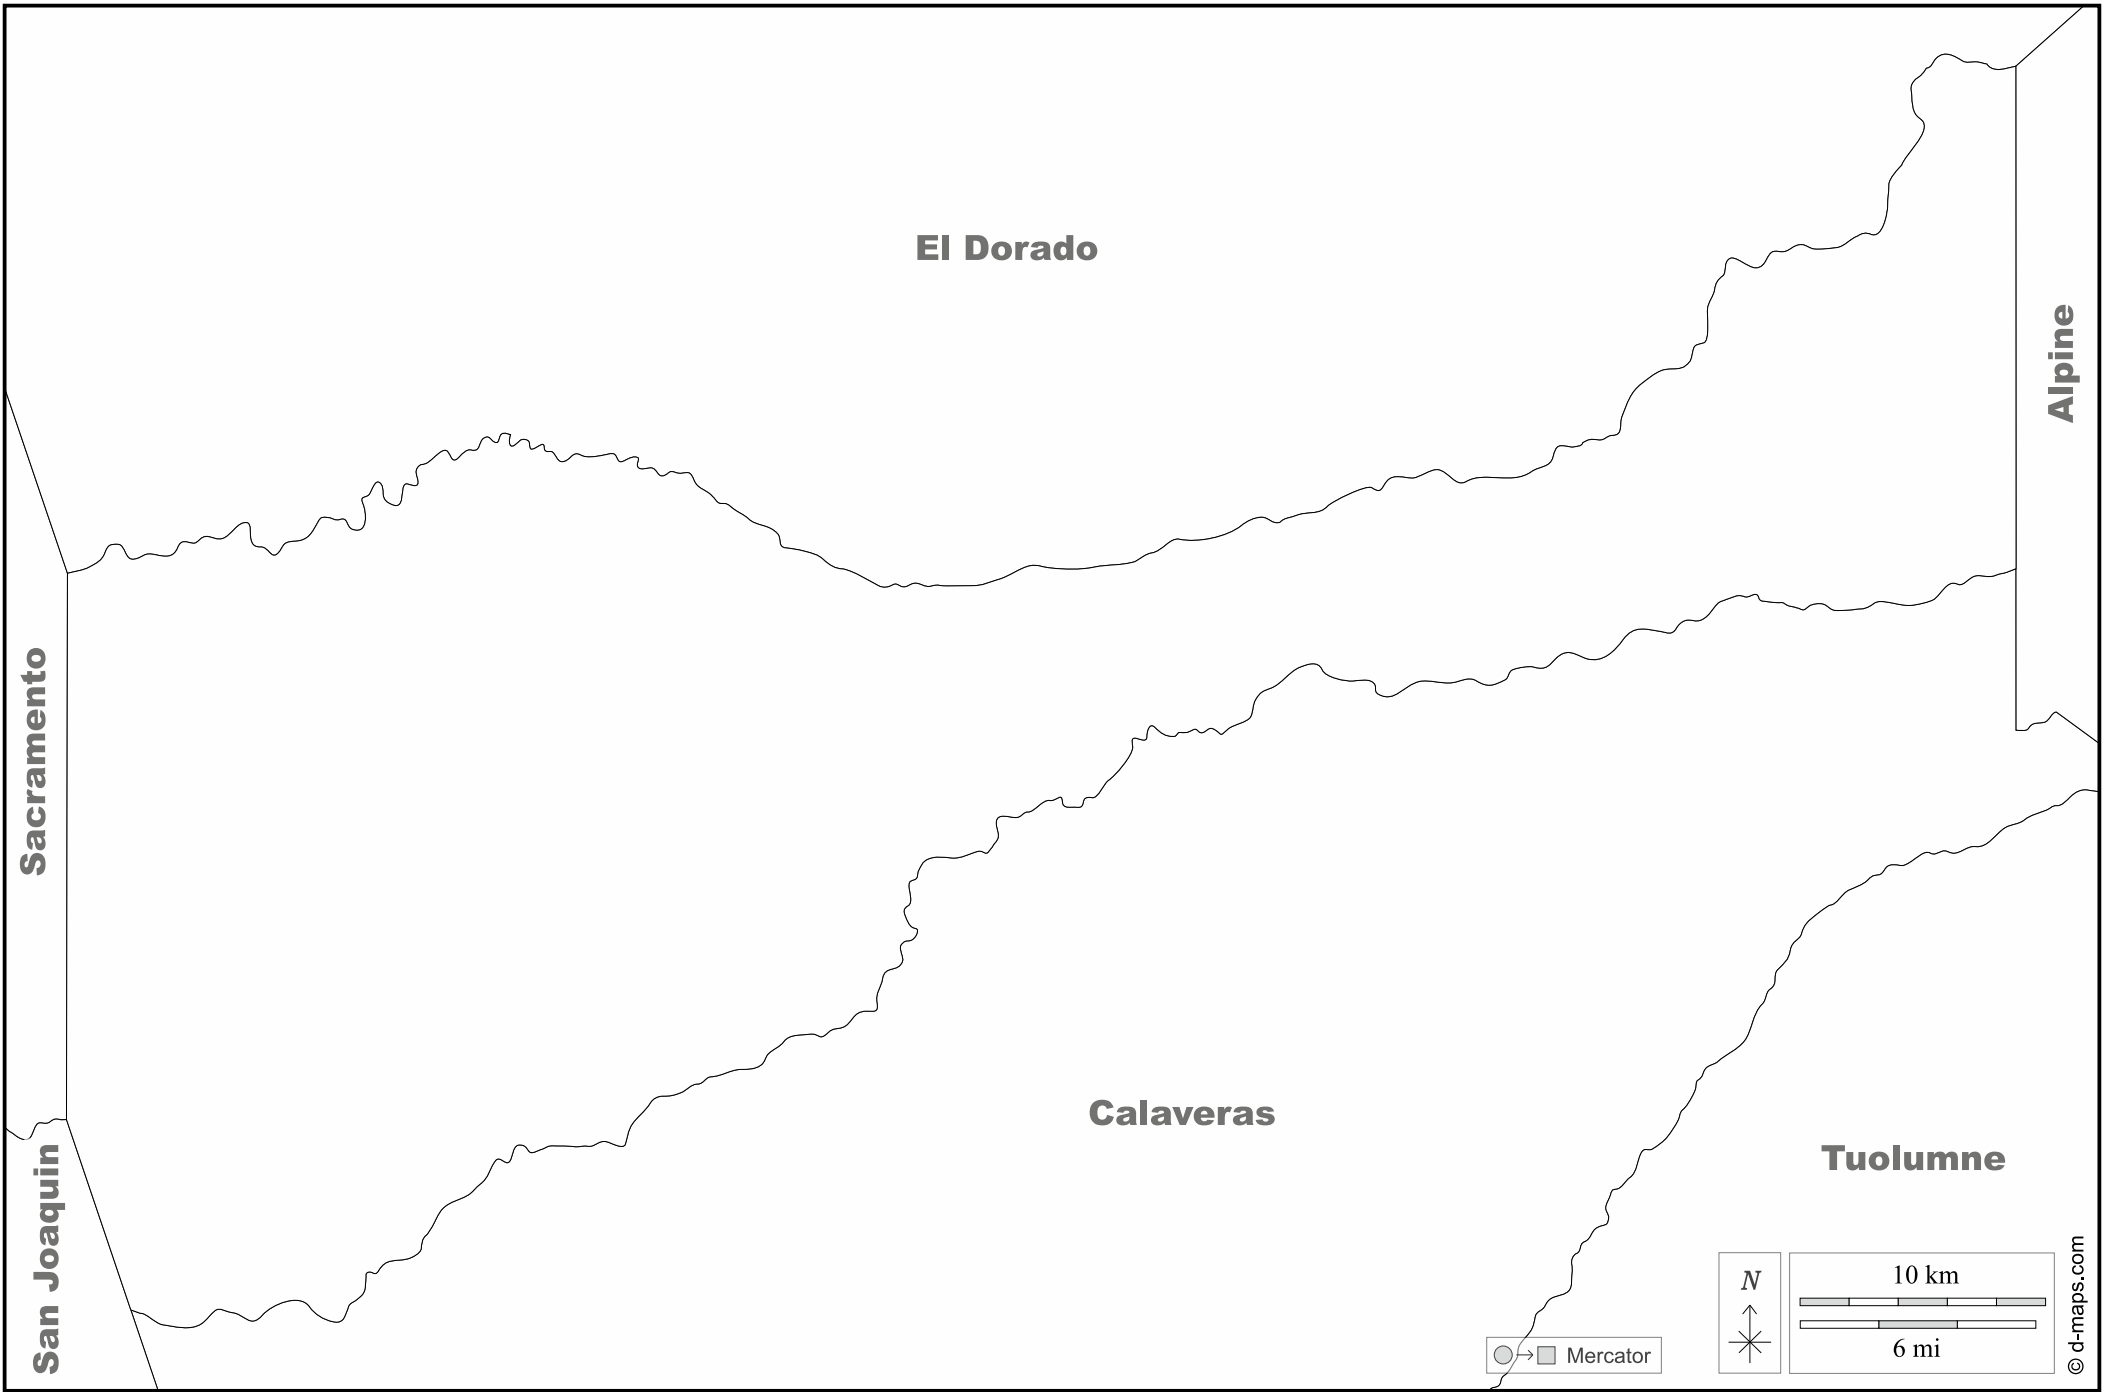 El Dorado
Alpine
Sacramento
Calaveras
Tuolumne
San Joaquin
N
10 km
6 mi
Mercator
© d-maps.com